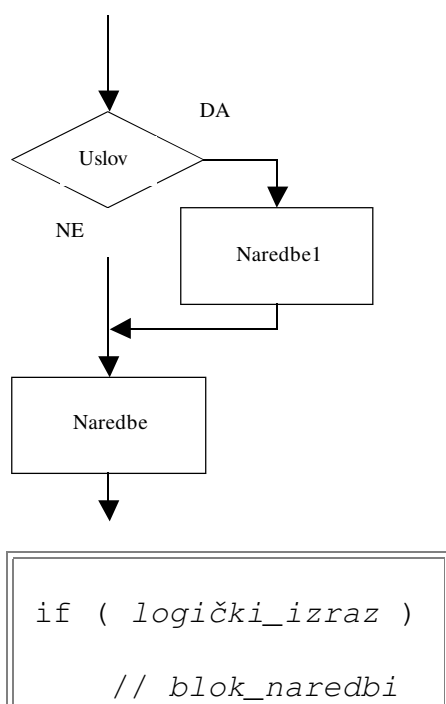 DA
Uslov
NE
Naredbe1
Naredbe
if ( logički_izraz )
// blok_naredbi